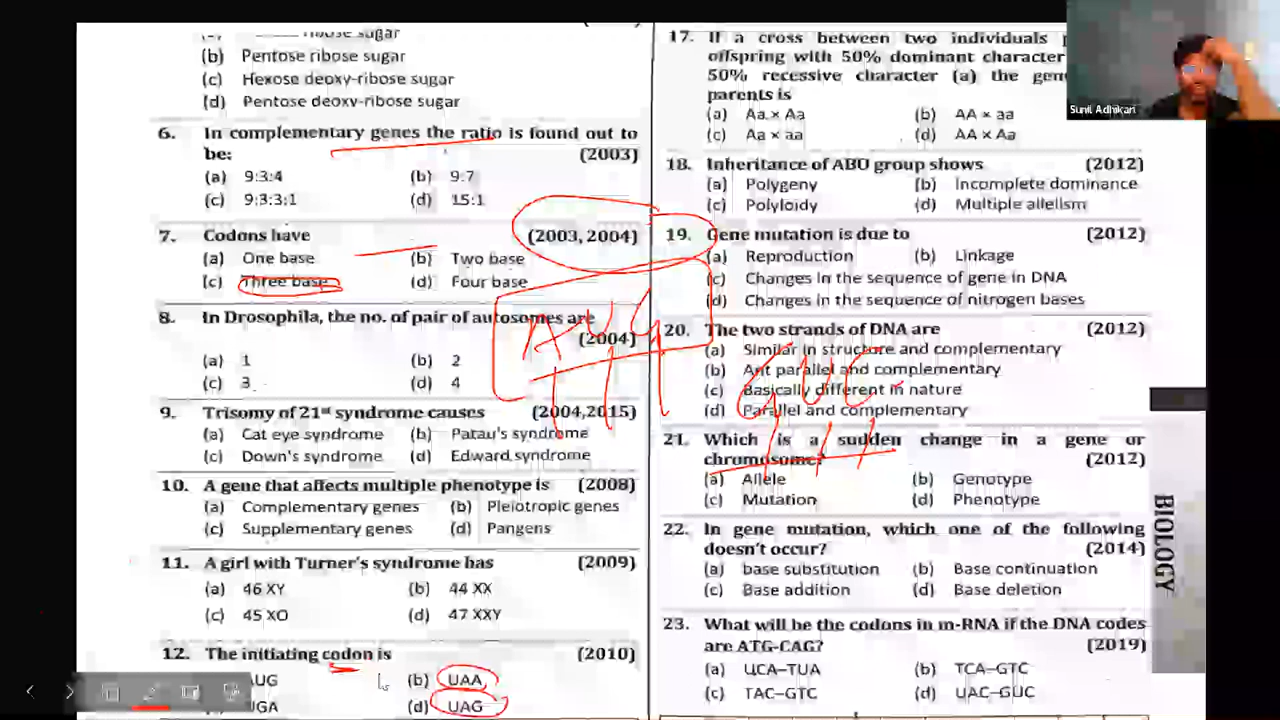 ribose sugar
(b) Pentose ribose sugar
(c) Hexose deoxy-ribose sugar
(d) Pentose deoxy-ribose sugar
6. In complementary genes the ratio is found out to
be: (2003)
(a) 9:3:4 (b) 9:7
(c) 9:3:3:1 (d) 15:1
7. Codons have (2003, 2004)
(a) One base (b) Two base
(c) Three base (d) Four base
8. In Drosophila, the no. of pair of autosomes are
(2004)
(a) 1 (b) 2
(c) 3 (d) 4
9. Trisomy of 21st syndrome causes (2004,2015)
(a) Cat eye syndrome (b) Patau's syndrome
(c) Down's syndrome (d) Edward syndrome
10. A gene that affects multiple phenotype is (2008)
(a) Complementary genes (b) Pleiotropic genes
(c) Supplementary genes (d) Pangens
11. A girl with Turner's syndrome has (2009)
(a) 46 XY (b) 44 XX
(c) 45 XO (d) 47 XXY
12. The initiating codon is (2010)
AUG (b) UAA
UGA (d) UAG
17. If a cross between two individuals
offspring with 50% dominant character
50% recessive character (a) the
parents is
(a) Aa × Aa (b) AA × aa
(c) Aa × aa (d) AA × Aa
18. Inheritance of ABO group shows (2012)
(a) Polygeny (b) Incomplete dominance
(c) Polyloidy (d) Multiple allelism
19. Gene mutation is due to (2012)
(a) Reproduction (b) Linkage
(c) Changes in the sequence of gene in DNA
(d) Changes in the sequence of nitrogen bases
20. The two strands of DNA are (2012)
(a) Similar in structure and complementary
(b) Ant parallel and complementary
(c) Basically different in nature
(d) Parallel and complementary
21. Which is a sudden change in a gene or
chromosome? (2012)
(a) Allele (b) Genotype
(c) Mutation (d) Phenotype
22. In gene mutation, which one of the following
doesn't occur? (2014)
(a) base substitution (b) Base continuation
(c) Base addition (d) Base deletion
23. What will be the codons in m-RNA if the DNA codes
are ATG-CAG? (2019)
(a) UCA–TUA (b) TCA–GTC
(c) TAC–GTC (d) UAC–GUC
AUG
GUC
BIOLOGY
Sunil Adhikari